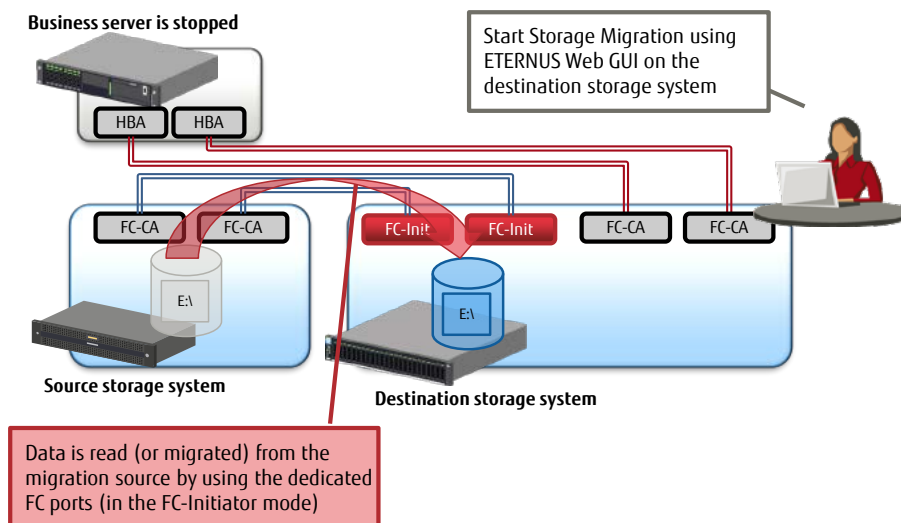 Business server is stopped
Start Storage Migration using
ETERNUS Web GUI on the
destination storage system
HBA
HBA
FC-CA
FC-CA
FC-Init
FC-Init
FC-CA
FC-CA
E:\
E:\
Source storage system
Destination storage system
Data is read (or migrated) from the
migration source by using the dedicated
FC ports (in the FC-Initiator mode)